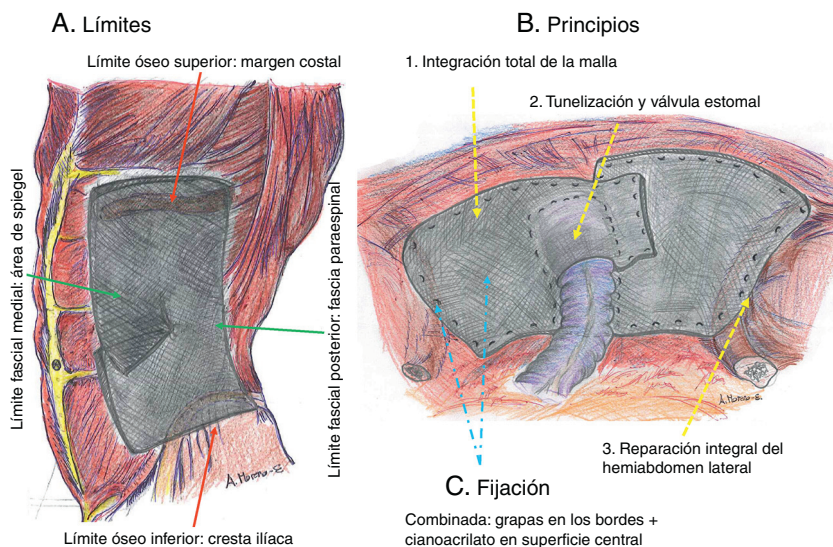 A. Límites
Límite óseo superior: margen costal
Límite fascial medial: área de spiegel
Límite fascial posterior: fascia paraespinal
Límite óseo inferior: cresta ilíaca
B. Principios
1. Integración total de la malla
2. Tunelización y válvula estomal
3. Reparación integral del
hemiabdomen lateral
C. Fijación
Combinada: grapas en los bordes +
cianoacrilato en superficie central